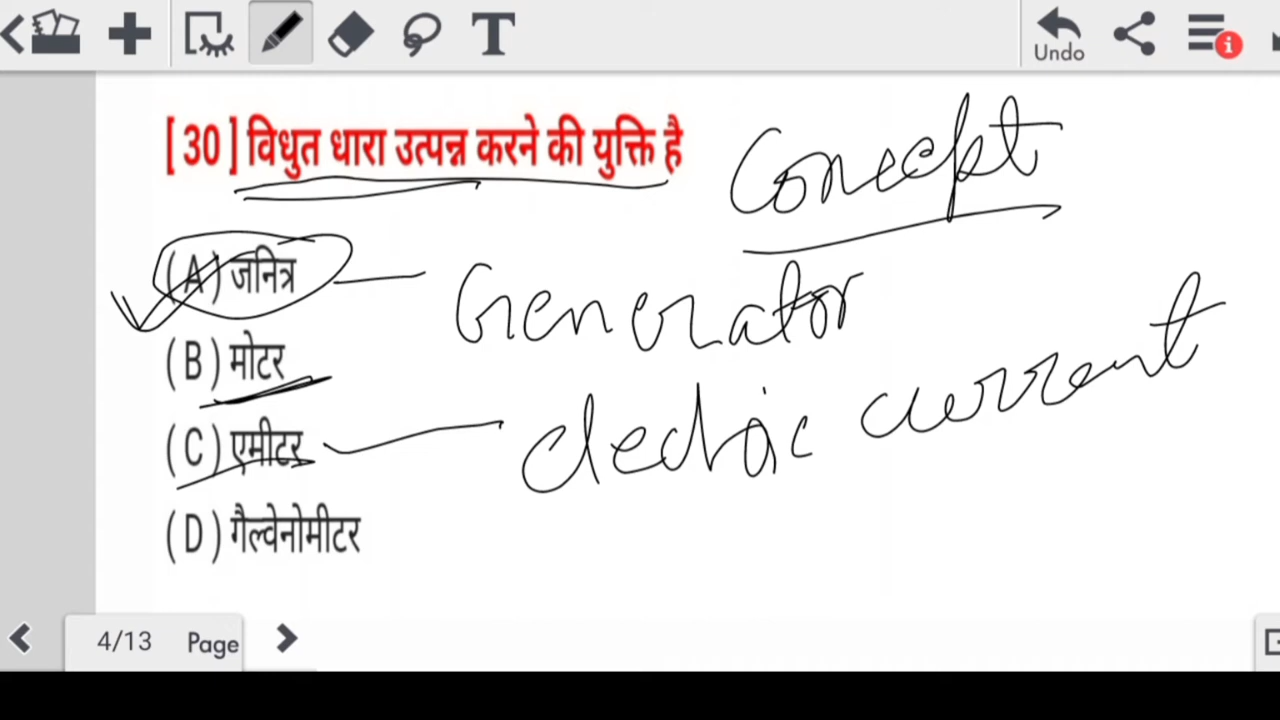 Undo
[ 30 ] विधुत धारा उत्पन्न करने की युक्ति है
Concept
( A ) जनित्र
Generator
( B ) मोटर
( C ) एमीटर
electric current
( D ) गैल्वेनोमीटर
4/13 Page